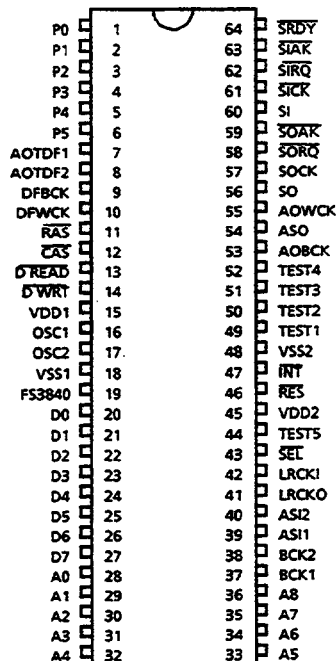 P0 1 64 SRDY
P1 2 63 SIAK
P2 3 62 SIRQ
P3 4 61 SICK
P4 5 60 SI
P5 6 59 SOAK
AOTDF1 7 58 SORQ
AOTDF2 8 57 SOCK
DFBCK 9 56 SO
DFWCK 10 55 AOWCK
RAS 11 54 ASO
CAS 12 53 AOBCK
D READ 13 52 TEST4
D WRT 14 51 TEST3
VDD1 15 50 TEST2
OSC1 16 49 TEST1
OSC2 17 48 VSS2
VSS1 18 47 INT
FS3840 19 46 RES
D0 20 45 VDD2
D1 21 44 TEST5
D2 22 43 SEL
D3 23 42 LRCKI
D4 24 41 LRCKO
D5 25 40 ASI2
D6 26 39 ASI1
D7 27 38 BCK2
A0 28 37 BCK1
A1 29 36 A8
A2 30 35 A7
A3 31 34 A6
A4 32 33 A5